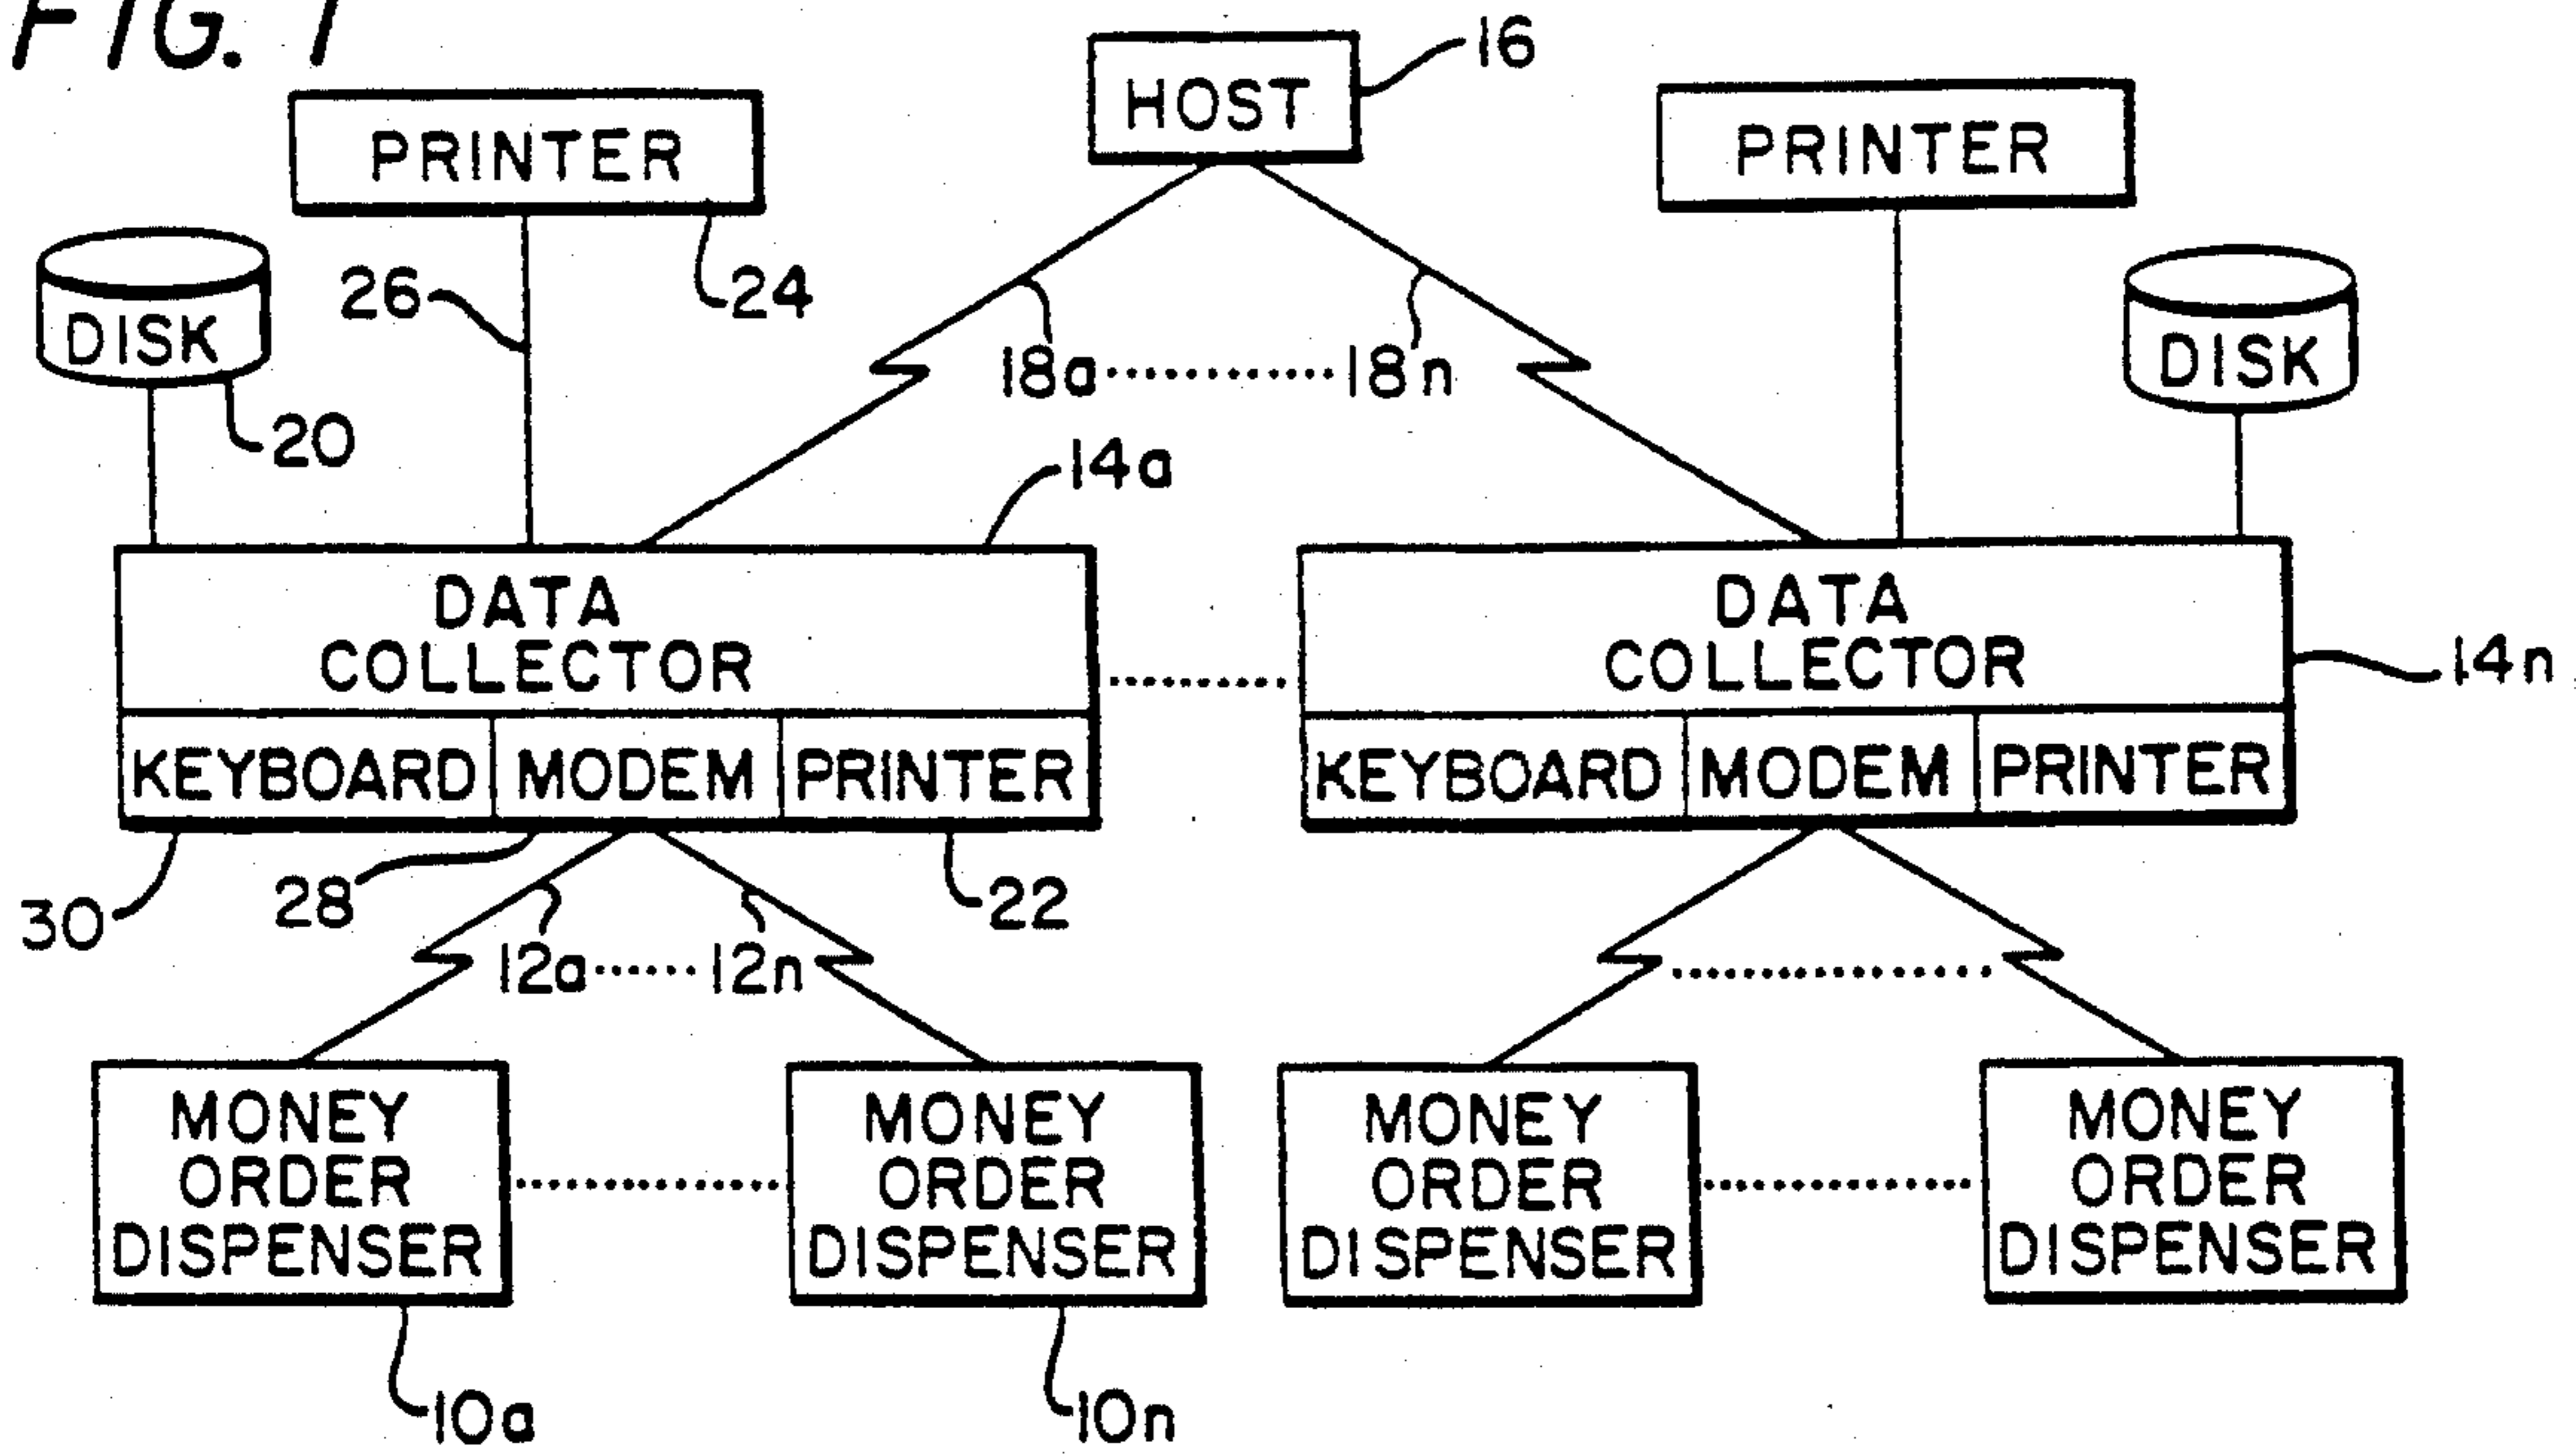 FIG. 1
HOST
16
PRINTER
24
26
PRINTER
DISK
20
DISK
18a ............ 18n
14a
DATA
COLLECTOR
KEYBOARD MODEM PRINTER
DATA
COLLECTOR
KEYBOARD MODEM PRINTER
14n
30
28
22
12a ...... 12n
MONEY
ORDER
DISPENSER
MONEY
ORDER
DISPENSER
MONEY
ORDER
DISPENSER
MONEY
ORDER
DISPENSER
10a
10n